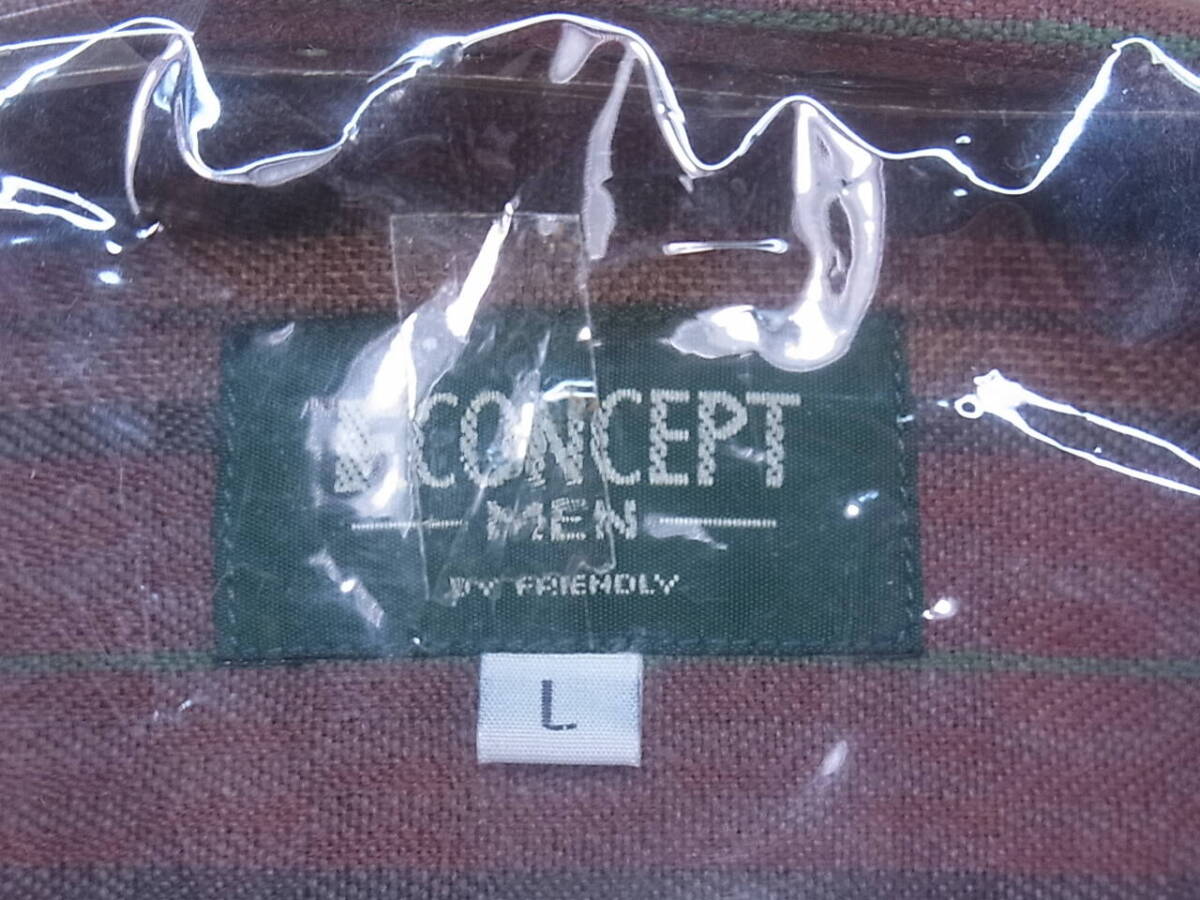 CONCEPT
MEN
BY FRIENDLY
L